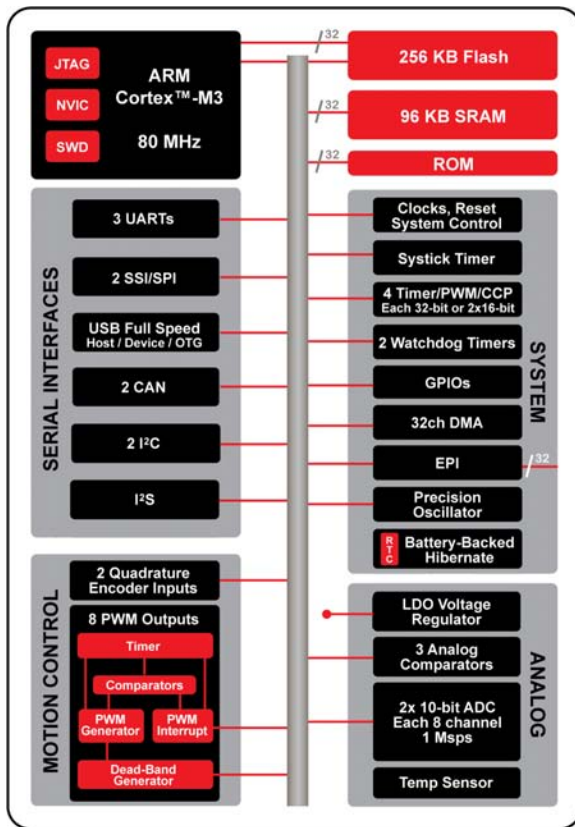 JTAG
NVIC
SWD
ARM
Cortex™-M3
80 MHz
32
256 KB Flash
32
96 KB SRAM
32
ROM
SERIAL INTERFACES
3 UARTs
2 SSI/SPI
USB Full Speed
Host / Device / OTG
2 CAN
2 I²C
I²S
SYSTEM
Clocks, Reset
System Control
Systick Timer
4 Timer/PWM/CCP
Each 32-bit or 2x16-bit
2 Watchdog Timers
GPIOs
32ch DMA
EPI
32
Precision
Oscillator
RTC
Battery-Backed
Hibernate
MOTION CONTROL
2 Quadrature
Encoder Inputs
8 PWM Outputs
Timer
Comparators
PWM
Generator
PWM
Interrupt
Dead-Band
Generator
ANALOG
LDO Voltage
Regulator
3 Analog
Comparators
2x 10-bit ADC
Each 8 channel
1 Msps
Temp Sensor